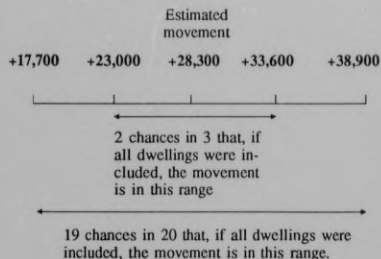 Estimated
movement
+17,700 +23,000 +28,300 +33,600 +38,900
2 chances in 3 that, if
all dwellings were in-
cluded, the movement
is in this range
19 chances in 20 that, if all dwellings were
included, the movement is in this range.